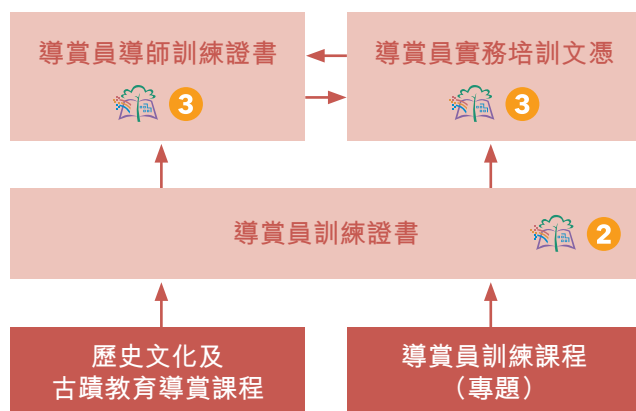 導賞員導師訓練證書
3
導賞員實務培訓文憑
3
導賞員訓練證書
2
歷史文化及
古蹟教育導賞課程
導賞員訓練課程
（專題）